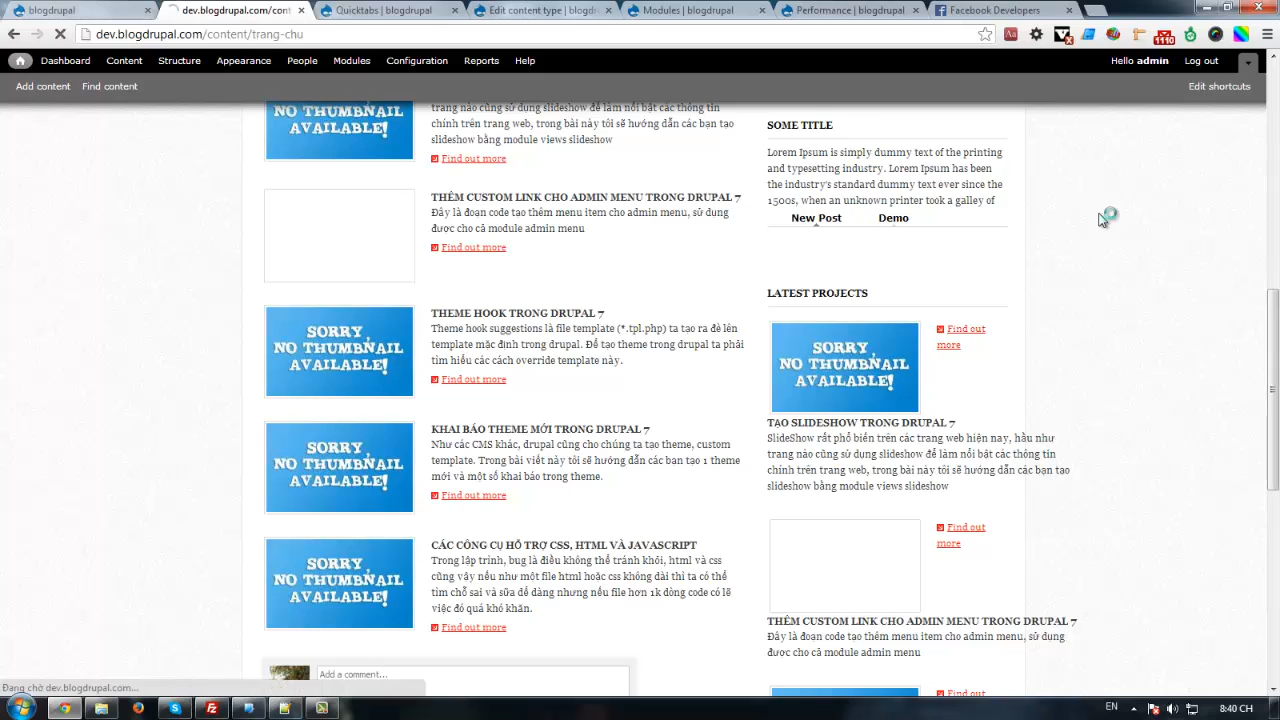 blogdrupal
dev.blogdrupal.com/cont
Quicktabs | blogdrupal
Edit content type | blogdr
Modules | blogdrupal
Performance | blogdrupal
Facebook Developers
dev.blogdrupal.com/content/trang-chu
1110
Dashboard Content Structure Appearance People Modules Configuration Reports Help
Hello admin Log out
Add content Find content
Edit shortcuts
NO THUMBNAIL
AVAILABLE!
trang nào cũng sử dụng slideshow để làm nổi bật các thông tin
chính trên trang web, trong bài này tôi sẽ hướng dẫn các bạn tạo
slideshow bằng module views slideshow
Find out more
THÊM CUSTOM LINK CHO ADMIN MENU TRONG DRUPAL 7
Đây là đoạn code tạo thêm menu item cho admin menu, sử dụng
được cho cả module admin menu
Find out more
SORRY,
NO THUMBNAIL
AVAILABLE!
THEME HOOK TRONG DRUPAL 7
Theme hook suggestions là file template (*.tpl.php) ta tạo ra đè lên
template mặc định trong drupal. Để tạo theme trong drupal ta phải
tìm hiểu các cách override template này.
Find out more
SORRY,
NO THUMBNAIL
AVAILABLE!
KHAI BÁO THEME MỚI TRONG DRUPAL 7
Như các CMS khác, drupal cũng cho chúng ta tạo theme, custom
template. Trong bài viết này tôi sẽ hướng dẫn các bạn tạo 1 theme
mới và một số khai báo trong theme.
Find out more
SORRY,
NO THUMBNAIL
AVAILABLE!
CÁC CÔNG CỤ HỖ TRỢ CSS, HTML VÀ JAVASCRIPT
Trong lập trình, bug là điều không thể tránh khỏi, html và css
cũng vậy nếu như một file html hoặc css không dài thì ta có thể
tìm chỗ sai và sữa dễ dàng nhưng nếu file hơn 1k dòng code có lẽ
việc đó quá khó khăn.
Find out more
Add a comment...
SOME TITLE
Lorem Ipsum is simply dummy text of the printing
and typesetting industry. Lorem Ipsum has been
the industry's standard dummy text ever since the
1500s, when an unknown printer took a galley of
New Post Demo
LATEST PROJECTS
SORRY,
NO THUMBNAIL
AVAILABLE!
Find out
more
TẠO SLIDESHOW TRONG DRUPAL 7
SlideShow rất phổ biến trên các trang web hiện nay, hầu như
trang nào cũng sử dụng slideshow để làm nổi bật các thông tin
chính trên trang web, trong bài này tôi sẽ hướng dẫn các bạn tạo
slideshow bằng module views slideshow
Find out
more
THÊM CUSTOM LINK CHO ADMIN MENU TRONG DRUPAL 7
Đây là đoạn code tạo thêm menu item cho admin menu, sử dụng
được cho cả module admin menu
Find out
Đang chờ dev.blogdrupal.com...
EN
8:40 CH